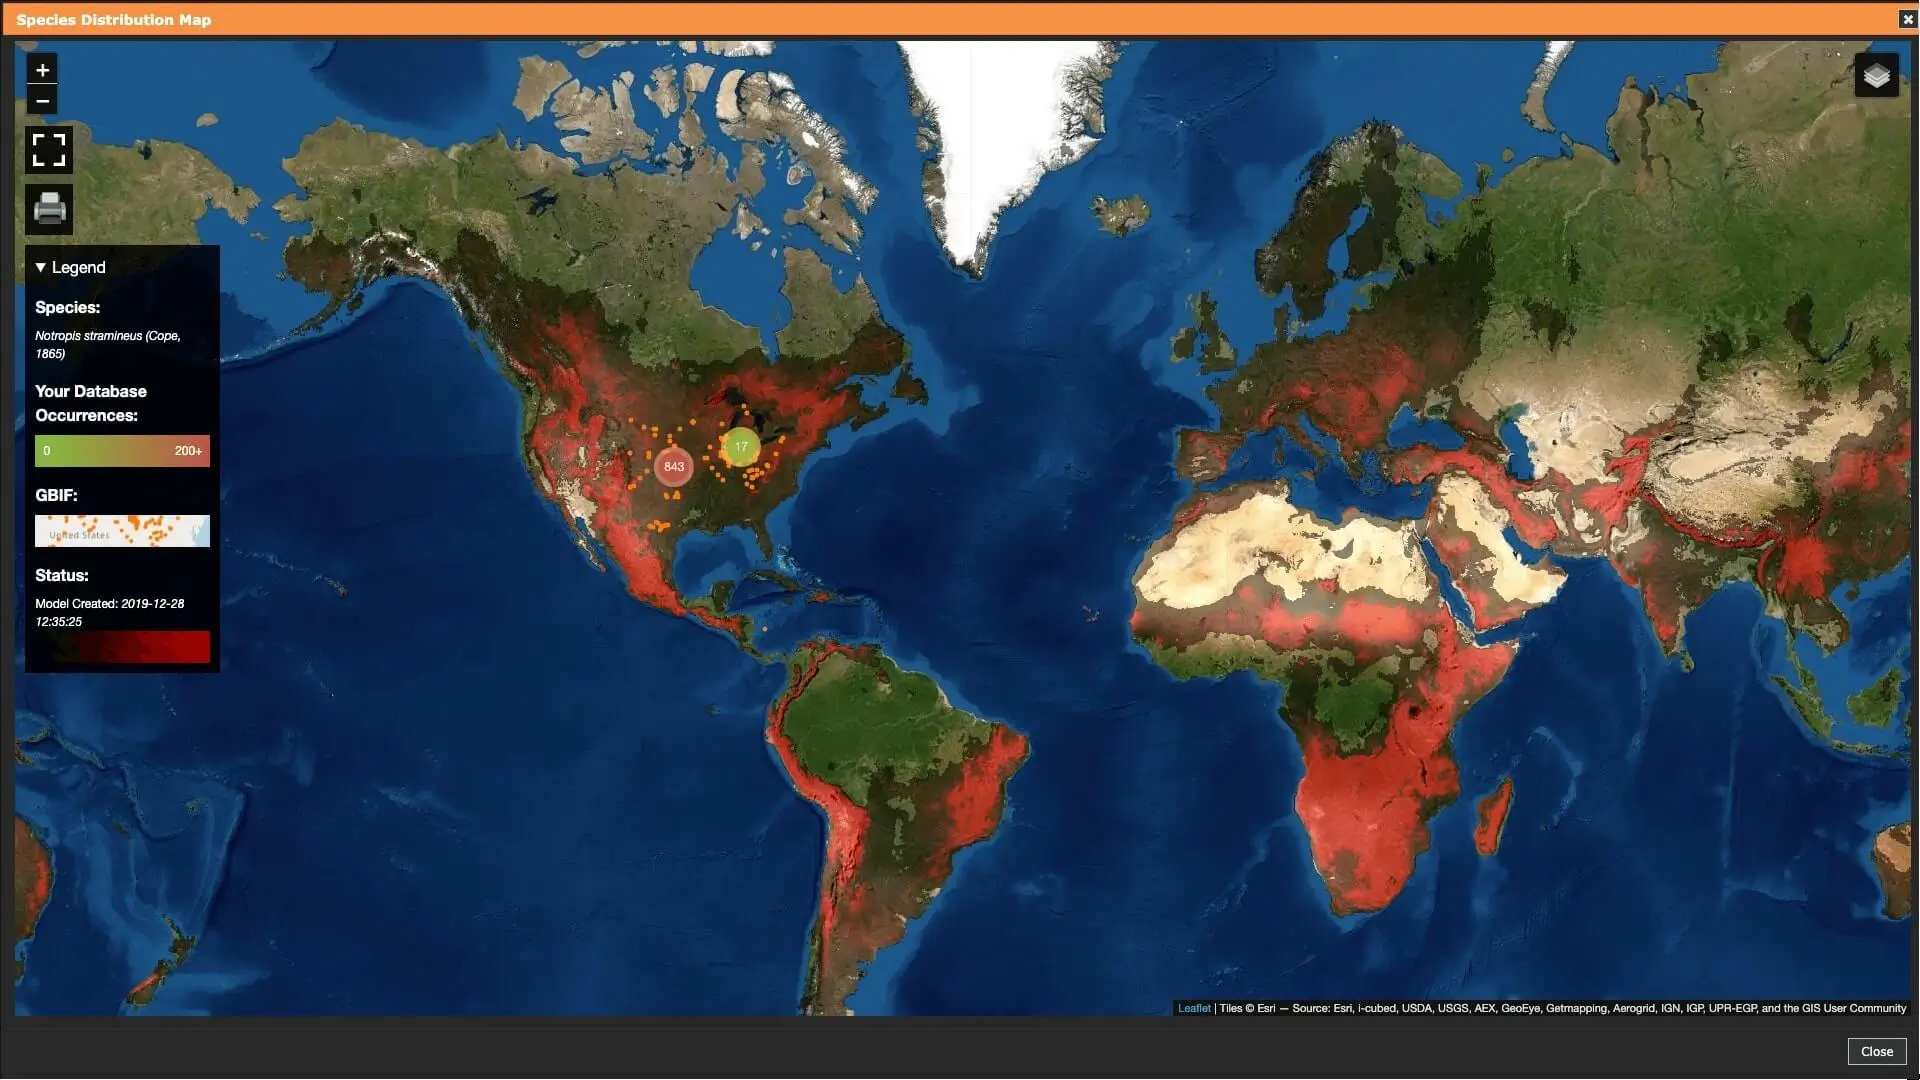 Species Distribution Map
+
−
▼ Legend
Species:
Notropis stramineus (Cope,
1865)
Your Database
Occurrences:
0 200+
GBIF:
United States
Status:
Model Created: 2019-12-28
12:35:25
17
843
Leaflet | Tiles © Esri — Source: Esri, i-cubed, USDA, USGS, AEX, GeoEye, Getmapping, Aerogrid, IGN, IGP, UPR-EGP, and the GIS User Community
Close